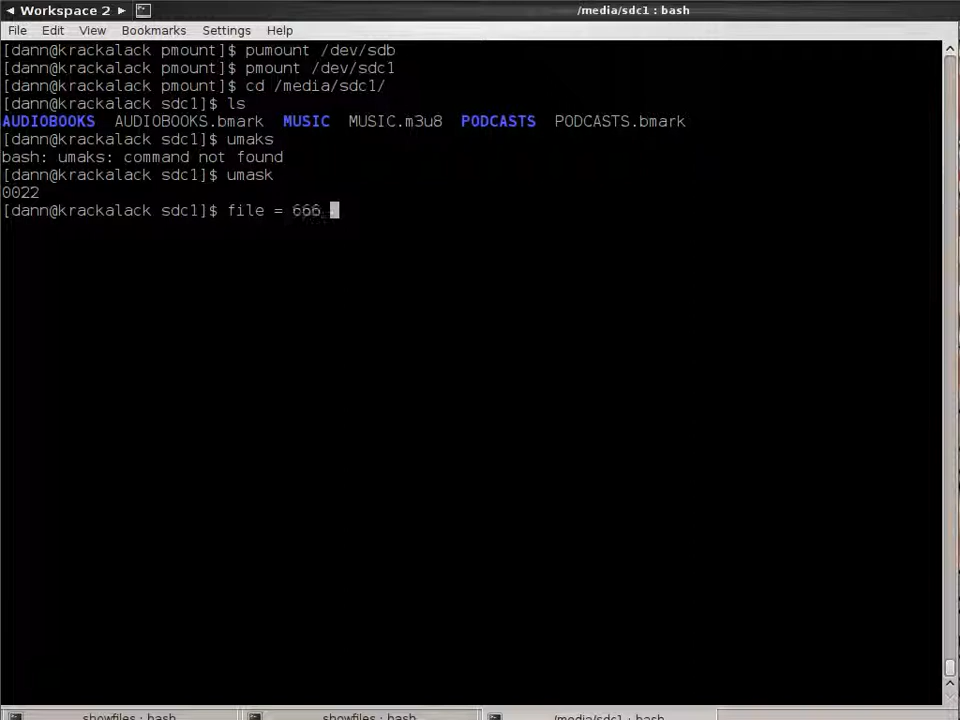 ◄ Workspace 2 ► /media/sdc1 : bash
File Edit View Bookmarks Settings Help
[dann@krackalack pmount]$ pumount /dev/sdb
[dann@krackalack pmount]$ pmount /dev/sdc1
[dann@krackalack pmount]$ cd /media/sdc1/
[dann@krackalack sdc1]$ ls
AUDIOBOOKS AUDIOBOOKS.bmark MUSIC MUSIC.m3u8 PODCASTS PODCASTS.bmark
[dann@krackalack sdc1]$ umaks
bash: umaks: command not found
[dann@krackalack sdc1]$ umask
0022
[dann@krackalack sdc1]$ file = 666
showfiles : bash showfiles : bash /media/sdc1 : bash